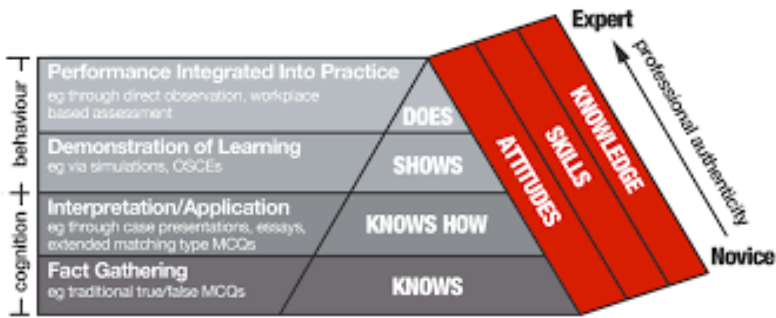 Expert
professional authenticity
Novice
behaviour
cognition
Performance Integrated Into Practice
eg through direct observation, workplace
based assessment
DOES
Demonstration of Learning
eg via simulations, OSCEs
SHOWS
Interpretation/Application
eg through case presentations, essays,
extended matching type MCQs
KNOWS HOW
Fact Gathering
eg traditional true/false MCQs
KNOWS
ATTITUDES
SKILLS
KNOWLEDGE